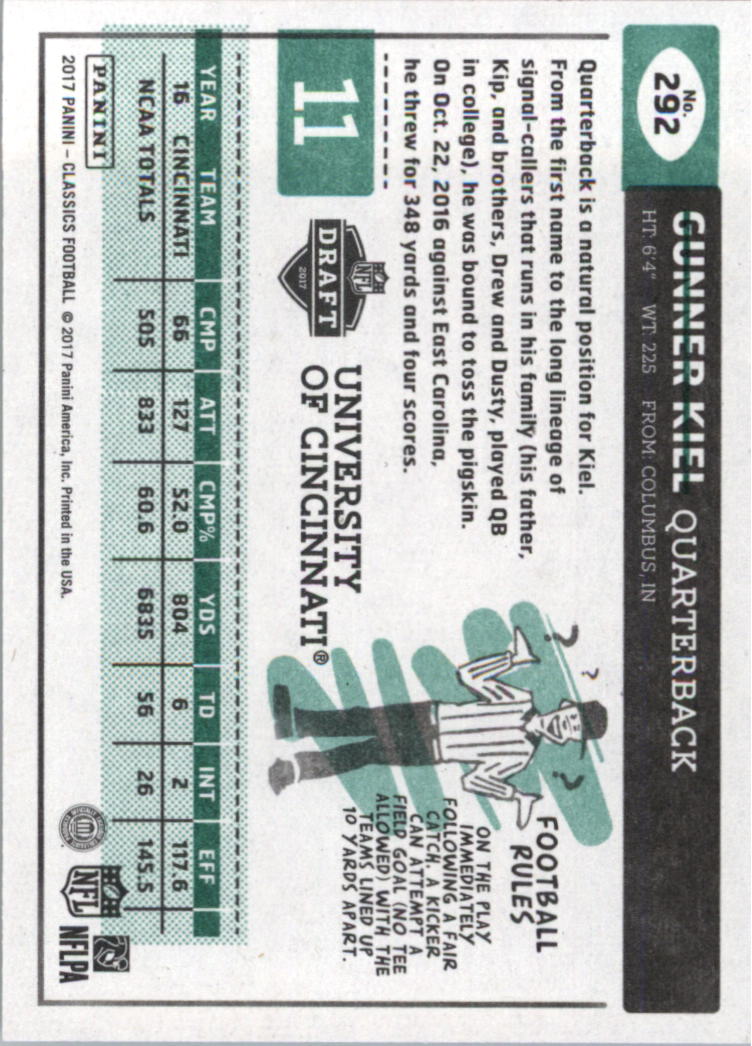 No.
292
GUNNER KIEL QUARTERBACK
HT: 6'4" WT: 225 FROM: COLUMBUS, IN
Quarterback is a natural position for Kiel.
From the first name to the long lineage of
signal-callers that runs in his family (his father,
Kip, and brothers, Drew and Dusty, played QB
in college), he was bound to toss the pigskin.
On Oct. 22, 2016 against East Carolina,
he threw for 348 yards and four scores.
?
?
?
FOOTBALL
RULES
ON THE PLAY
IMMEDIATELY
FOLLOWING A FAIR
CATCH, A KICKER
CAN ATTEMPT A
FIELD GOAL (NO TEE
ALLOWED) WITH THE
TEAMS LINED UP
10 YARDS APART.
11
NFL
DRAFT
2017
UNIVERSITY
OF CINCINNATI®
YEAR TEAM CMP ATT CMP% YDS TD INT EFF
16 CINCINNATI 66 127 52.0 804 6 2 117.6
NCAA TOTALS 505 833 60.6 6835 56 26 145.5
PANINI
2017 PANINI – CLASSICS FOOTBALL © 2017 Panini America, Inc. Printed in the USA.
NFL
NFLPA